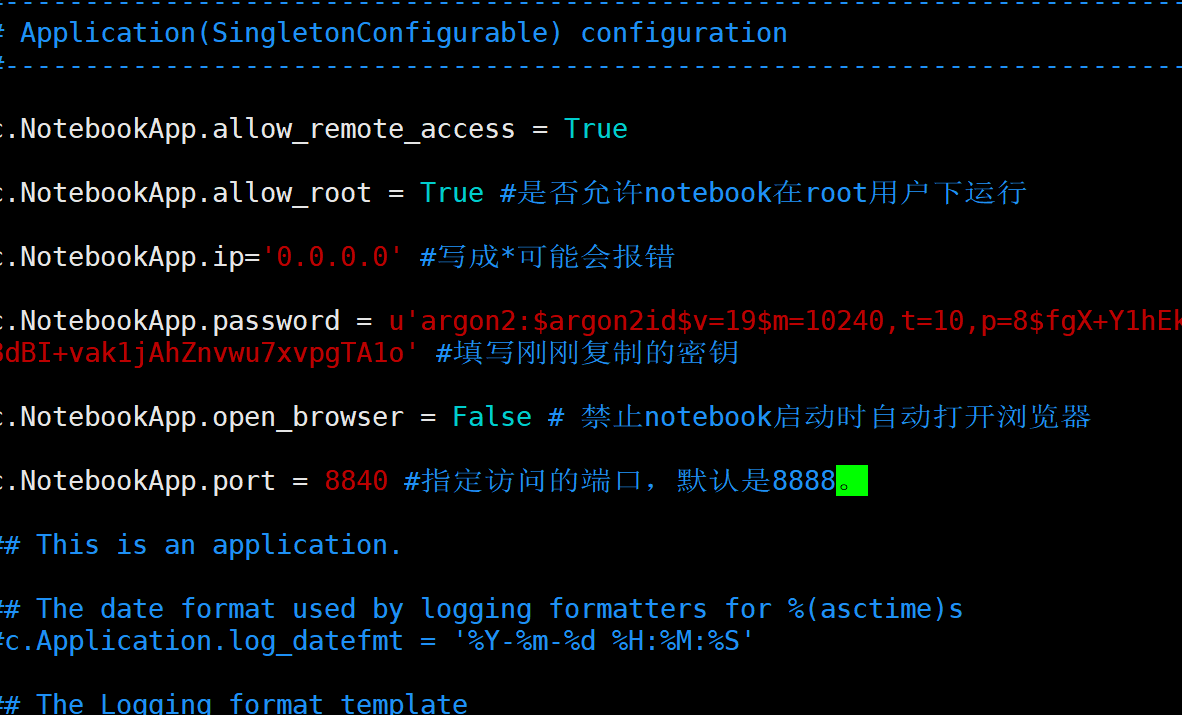 # Application(SingletonConfigurable) configuration
#------------------------------------------------------------------------------
c.NotebookApp.allow_remote_access = True
c.NotebookApp.allow_root = True #是否允许notebook在root用户下运行
c.NotebookApp.ip='0.0.0.0' #写成*可能会报错
c.NotebookApp.password = u'argon2:$argon2id$v=19$m=10240,t=10,p=8$fgX+Y1hEk
3dBI+vak1jAhZnvwu7xvpgTA1o' #填写刚刚复制的密钥
c.NotebookApp.open_browser = False # 禁止notebook启动时自动打开浏览器
c.NotebookApp.port = 8840 #指定访问的端口，默认是8888。
## This is an application.
## The date format used by logging formatters for %(asctime)s
#c.Application.log_datefmt = '%Y-%m-%d %H:%M:%S'
## The Logging format template